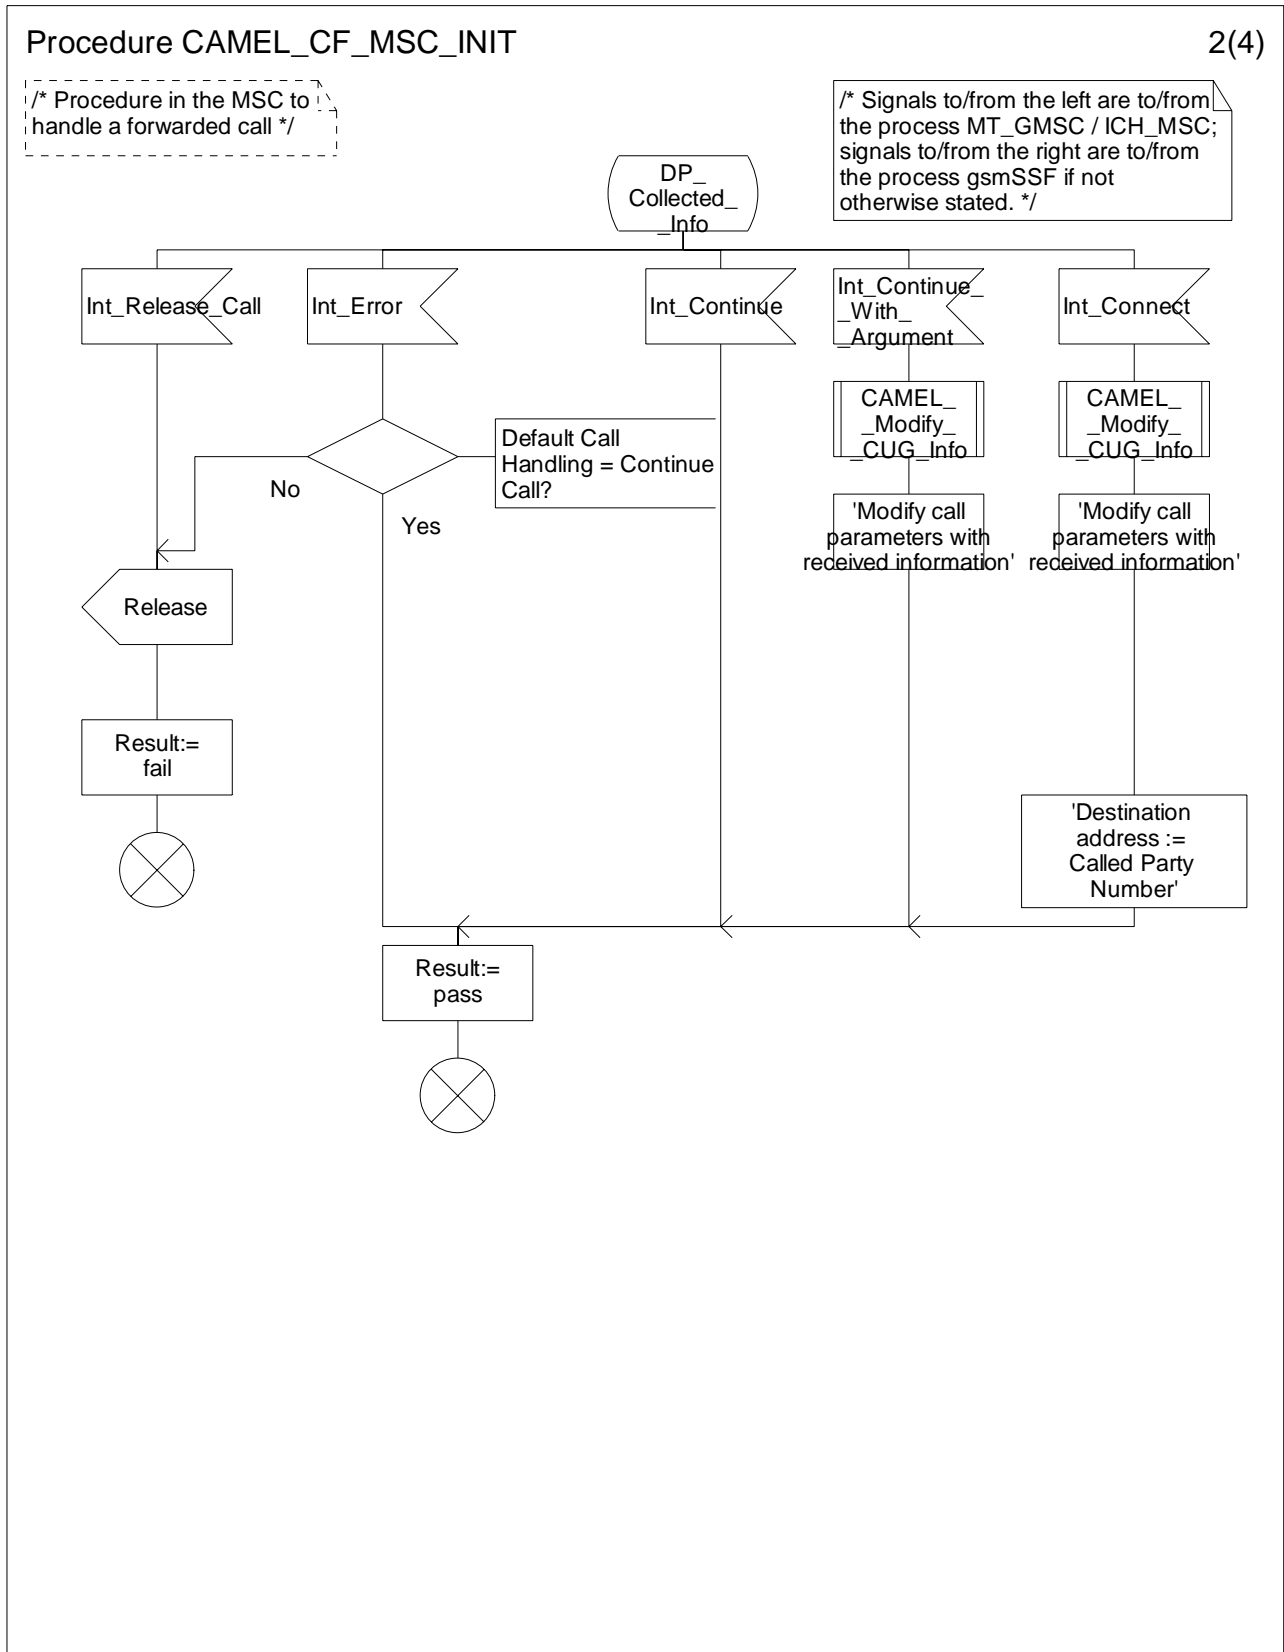 Procedure CAMEL_CF_MSC_INIT
2(4)
/* Procedure in the MSC to
handle a forwarded call */
/* Signals to/from the left are to/from
the process MT_GMSC / ICH_MSC;
signals to/from the right are to/from
the process gsmSSF if not
otherwise stated. */
DP_
Collected_
_Info
Int_Release_Call
Int_Error
Int_Continue
Int_Continue_
_With_
_Argument
Int_Connect
CAMEL_
_Modify_
_CUG_Info
CAMEL_
_Modify_
_CUG_Info
Default Call
Handling = Continue
Call?
No
Yes
'Modify call
parameters with
received information'
'Modify call
parameters with
received information'
Release
Result:=
fail
'Destination
address :=
Called Party
Number'
Result:=
pass